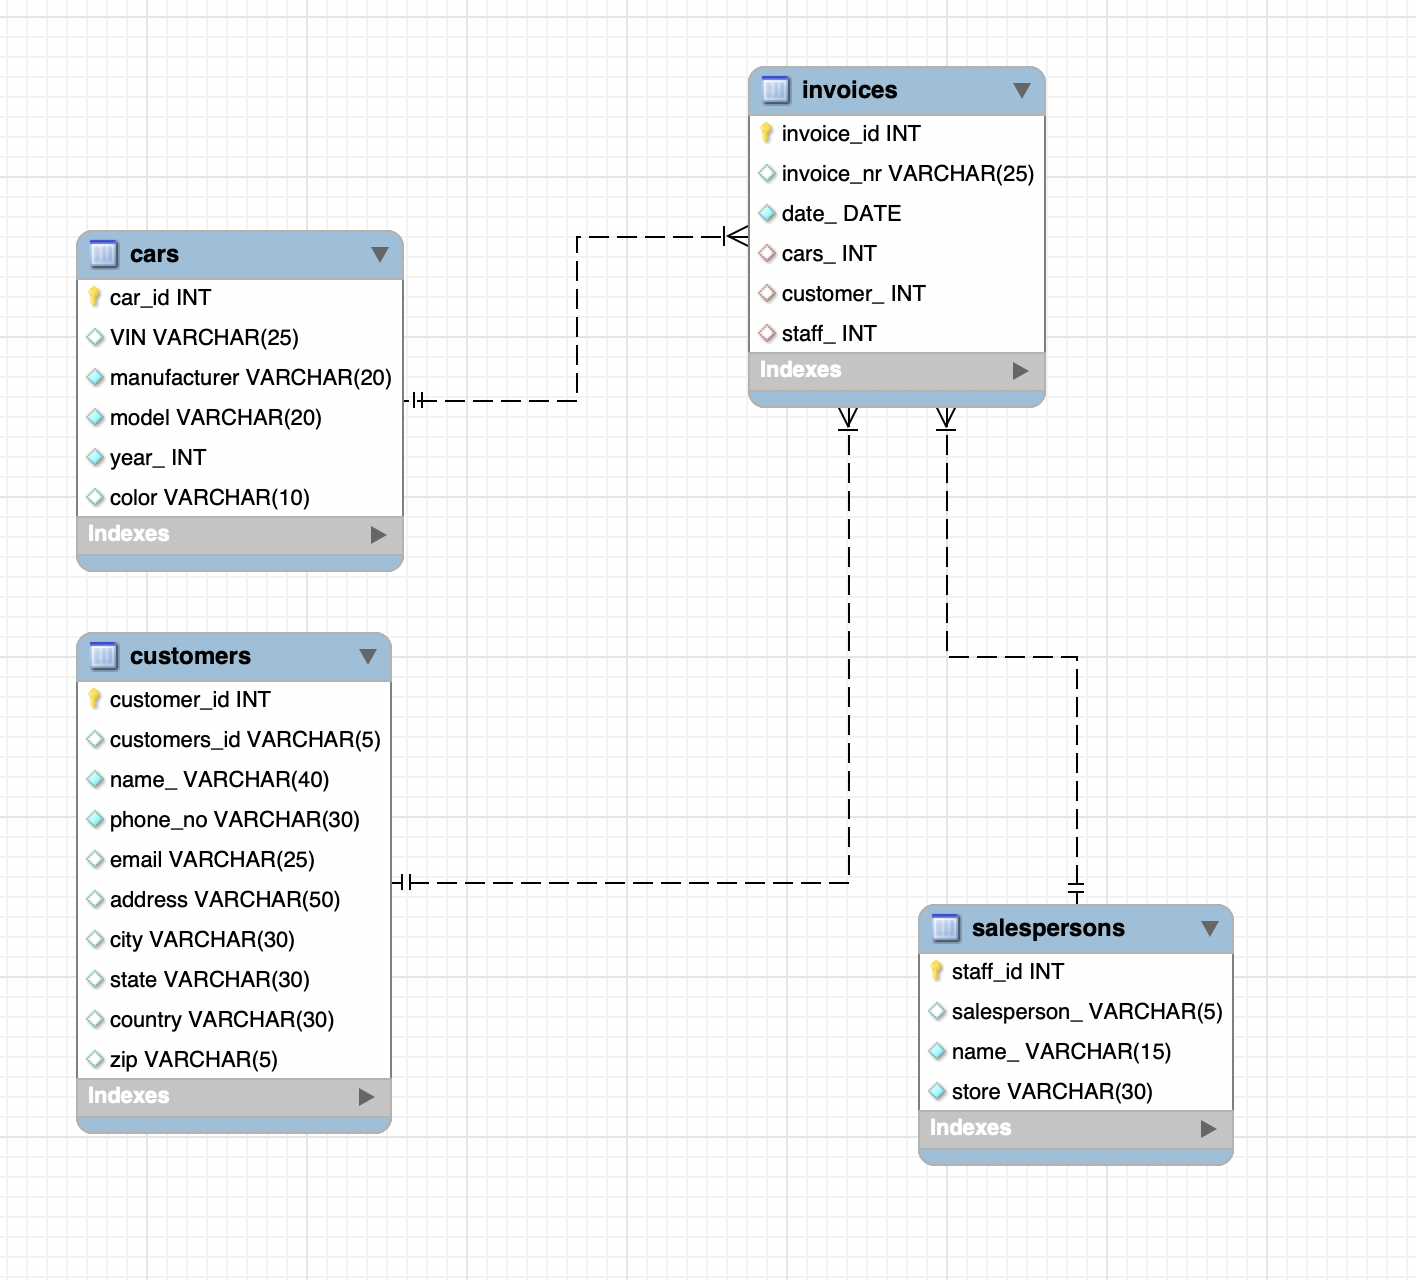 invoices
invoice_id INT
invoice_nr VARCHAR(25)
date_ DATE
cars_ INT
customer_ INT
staff_ INT
Indexes
cars
car_id INT
VIN VARCHAR(25)
manufacturer VARCHAR(20)
model VARCHAR(20)
year_ INT
color VARCHAR(10)
Indexes
customers
customer_id INT
customers_id VARCHAR(5)
name_ VARCHAR(40)
phone_no VARCHAR(30)
email VARCHAR(25)
address VARCHAR(50)
city VARCHAR(30)
state VARCHAR(30)
country VARCHAR(30)
zip VARCHAR(5)
Indexes
salespersons
staff_id INT
salesperson_ VARCHAR(5)
name_ VARCHAR(15)
store VARCHAR(30)
Indexes